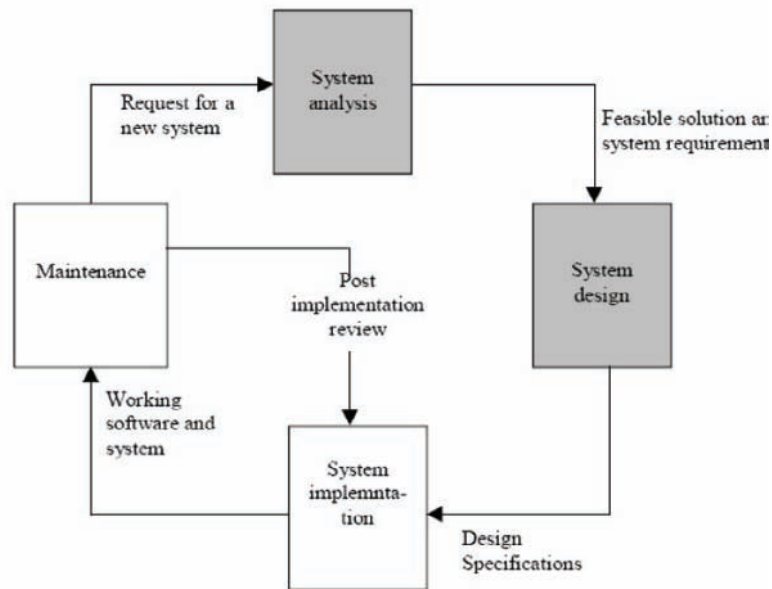 System
analysis
Request for a
new system
Feasible solution ar
system requirement
Maintenance
System
design
Post
implementation
review
Working
software and
system
System
implemnta-
tion
Design
Specifications